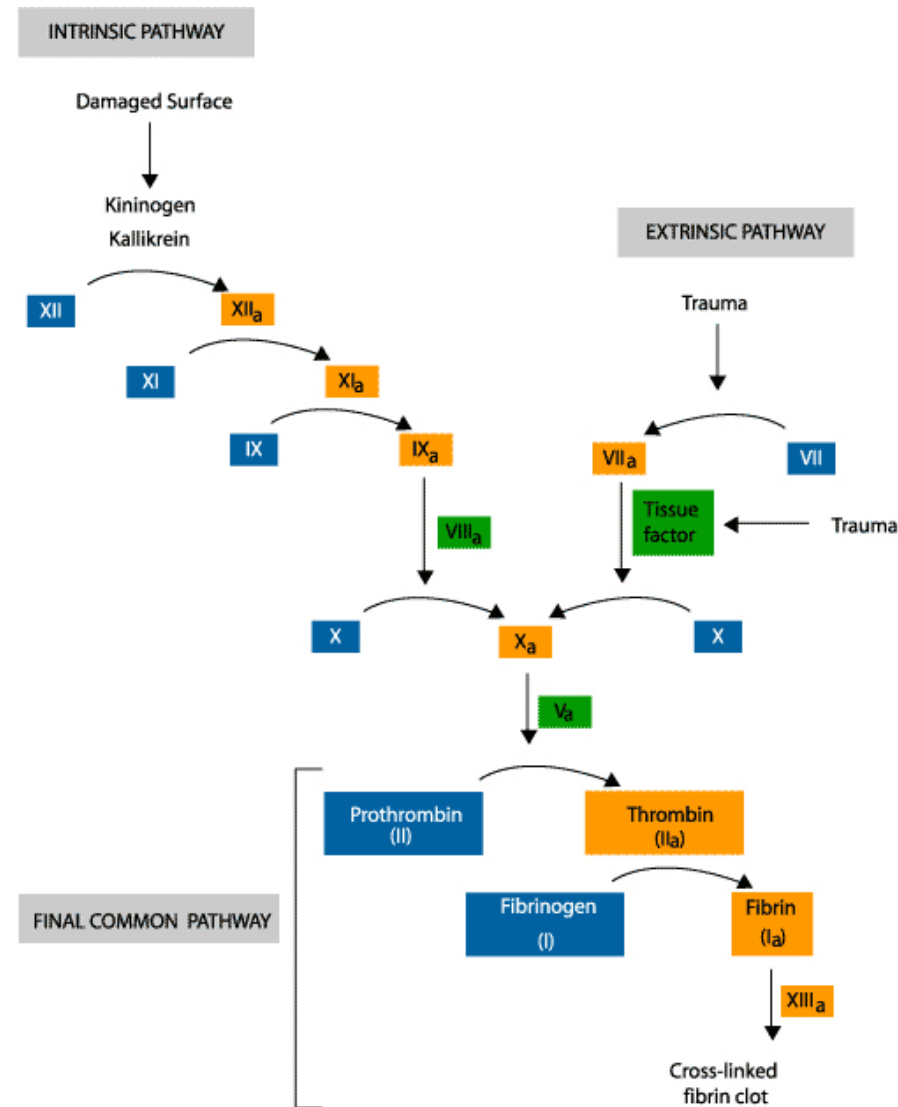 INTRINSIC PATHWAY
Damaged Surface
Kininogen
Kallikrein
EXTRINSIC PATHWAY
XII
XIIa
Trauma
XI
XIa
IX
IXa
VIIa
VII
VIIIa
Tissue
factor
Trauma
X
Xa
X
Va
Prothrombin
(II)
Thrombin
(IIa)
FINAL COMMON PATHWAY
Fibrinogen
(I)
Fibrin
(Ia)
XIIIa
Cross-linked
fibrin clot